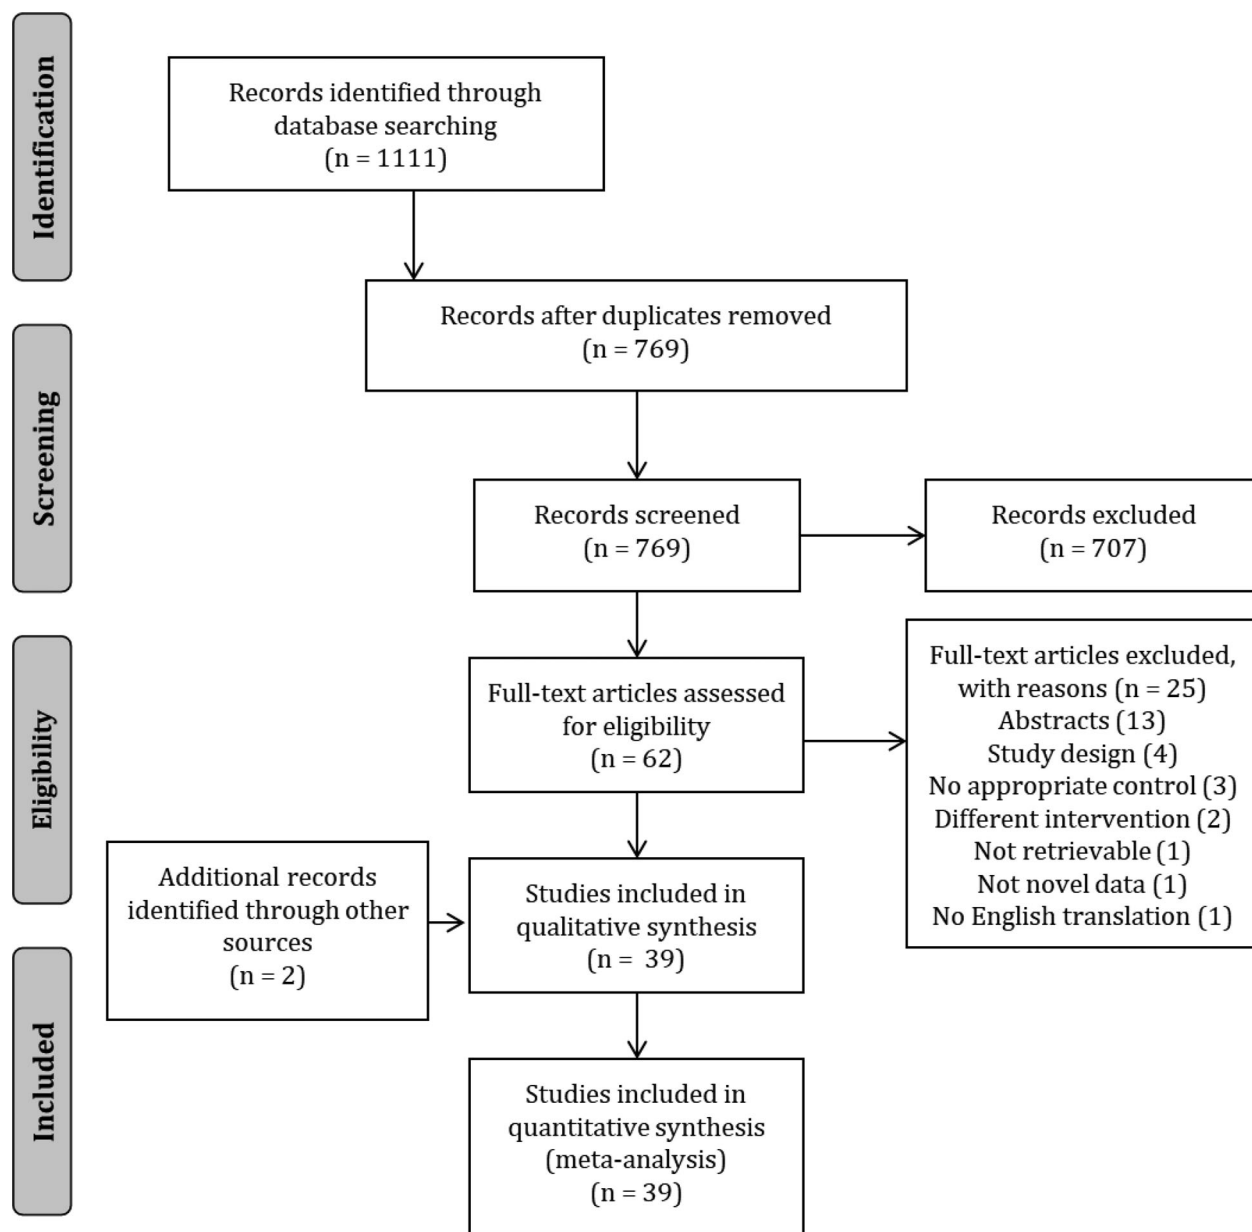 Identification
Records identified through
database searching
(n = 1111)
Records after duplicates removed
(n = 769)
Screening
Records screened
(n = 769)
Records excluded
(n = 707)
Eligibility
Full-text articles assessed
for eligibility
(n = 62)
Full-text articles excluded,
with reasons (n = 25)
Abstracts (13)
Study design (4)
No appropriate control (3)
Different intervention (2)
Not retrievable (1)
Not novel data (1)
No English translation (1)
Additional records
identified through other
sources
(n = 2)
Studies included in
qualitative synthesis
(n =  39)
Included
Studies included in
quantitative synthesis
(meta-analysis)
(n = 39)